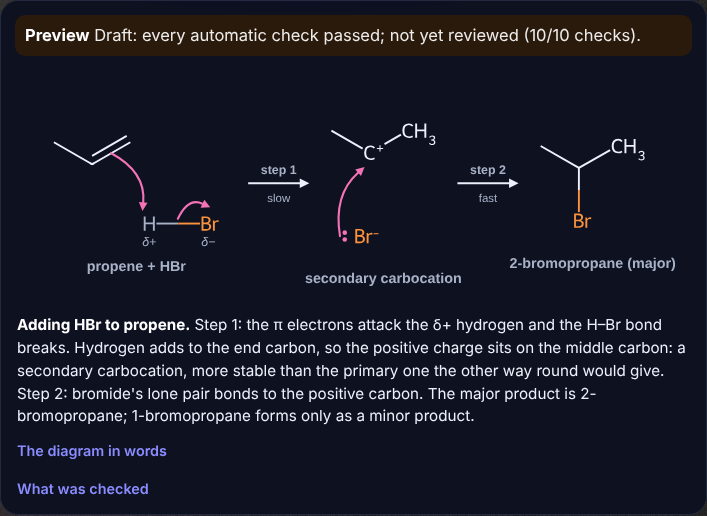 Preview Draft: every automatic check passed; not yet reviewed (10/10 checks).
CH3
C+
step 1
slow
step 2
fast
CH3
H Br
δ+ δ−
Br−
Br
propene + HBr
secondary carbocation
2-bromopropane (major)
Adding HBr to propene. Step 1: the π electrons attack the δ+ hydrogen and the H–Br bond
breaks. Hydrogen adds to the end carbon, so the positive charge sits on the middle carbon: a
secondary carbocation, more stable than the primary one the other way round would give.
Step 2: bromide's lone pair bonds to the positive carbon. The major product is 2-
bromopropane; 1-bromopropane forms only as a minor product.
The diagram in words
What was checked